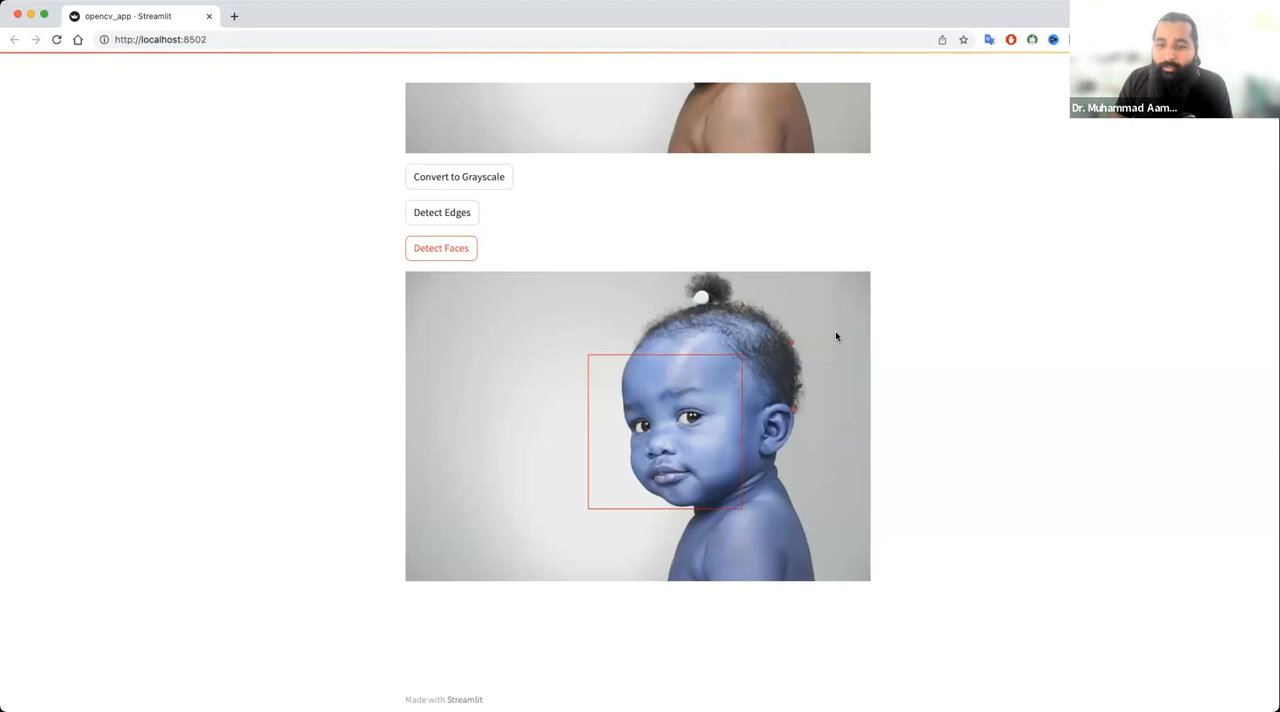 opencv_app · Streamlit
http://localhost:8502
Dr. Muhammad Aam...
Convert to Grayscale
Detect Edges
Detect Faces
Made with Streamlit